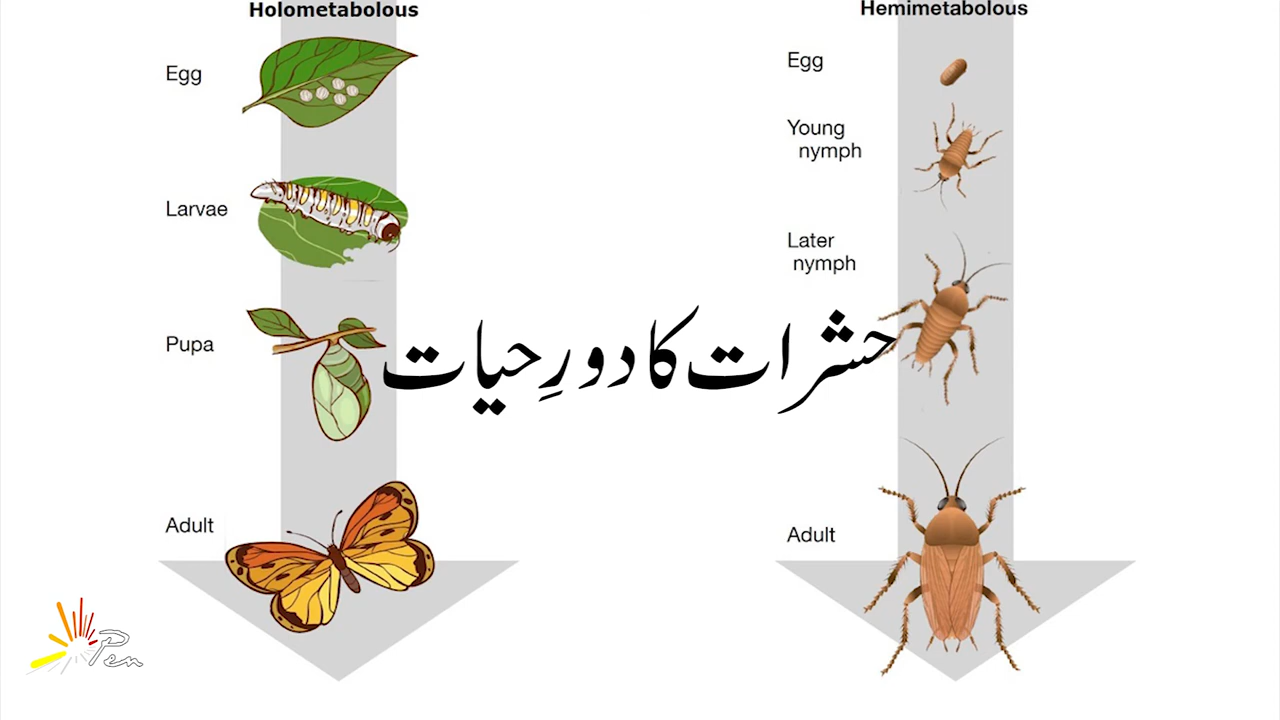 Holometabolous
Egg
Larvae
Pupa
Adult
حشرات کا دورِحیات
Hemimetabolous
Egg
Young
nymph
Later
nymph
Adult
Pen